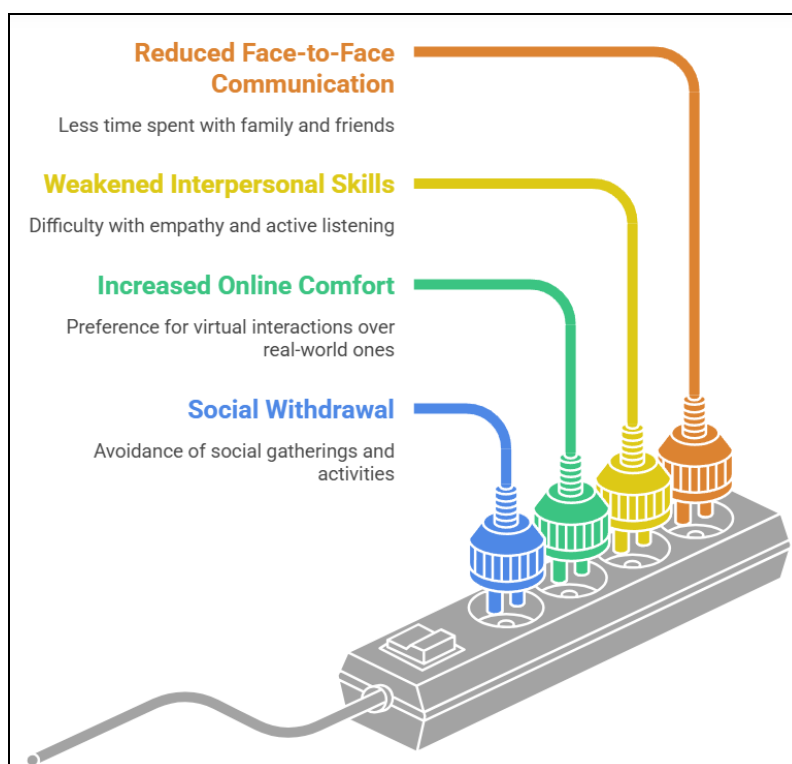 Reduced Face-to-Face
Communication
Less time spent with family and friends
Weakened Interpersonal Skills
Difficulty with empathy and active listening
Increased Online Comfort
Preference for virtual interactions over
real-world ones
Social Withdrawal
Avoidance of social gatherings and
activities